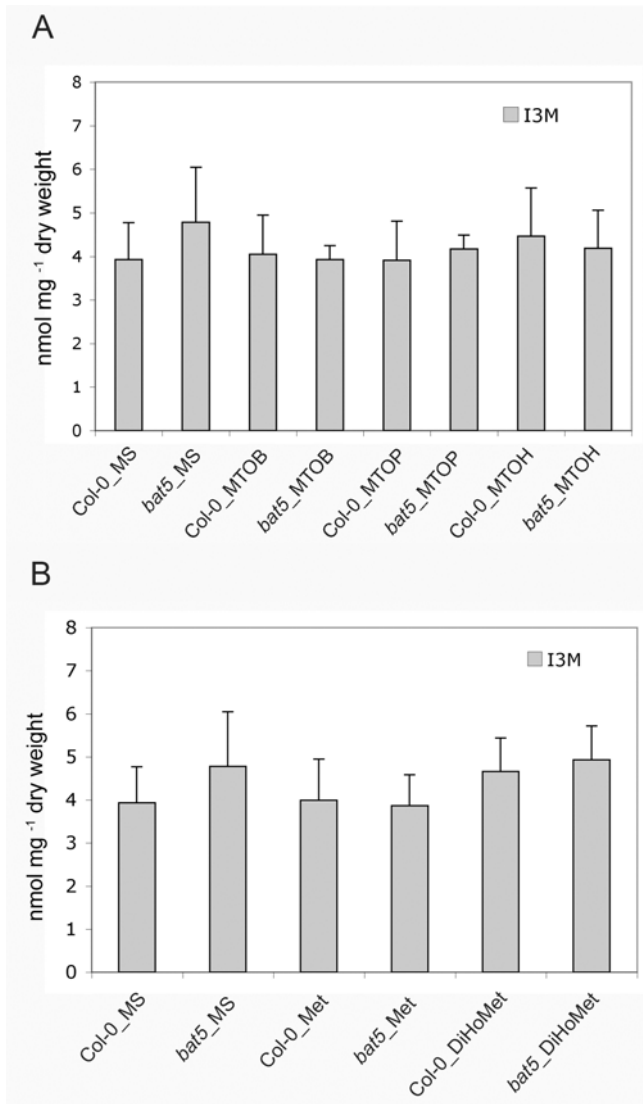 A
8
7
6
5
4
3
2
1
0
nmol mg ⁻¹ dry weight
I3M
Col-0_MS
bat5_MS
Col-0_MTOB
bat5_MTOB
Col-0_MTOP
bat5_MTOP
Col-0_MTOH
bat5_MTOH
B
8
7
6
5
4
3
2
1
0
nmol mg ⁻¹ dry weight
I3M
Col-0_MS
bat5_MS
Col-0_Met
bat5_Met
Col-0_DiHoMet
bat5_DiHoMet